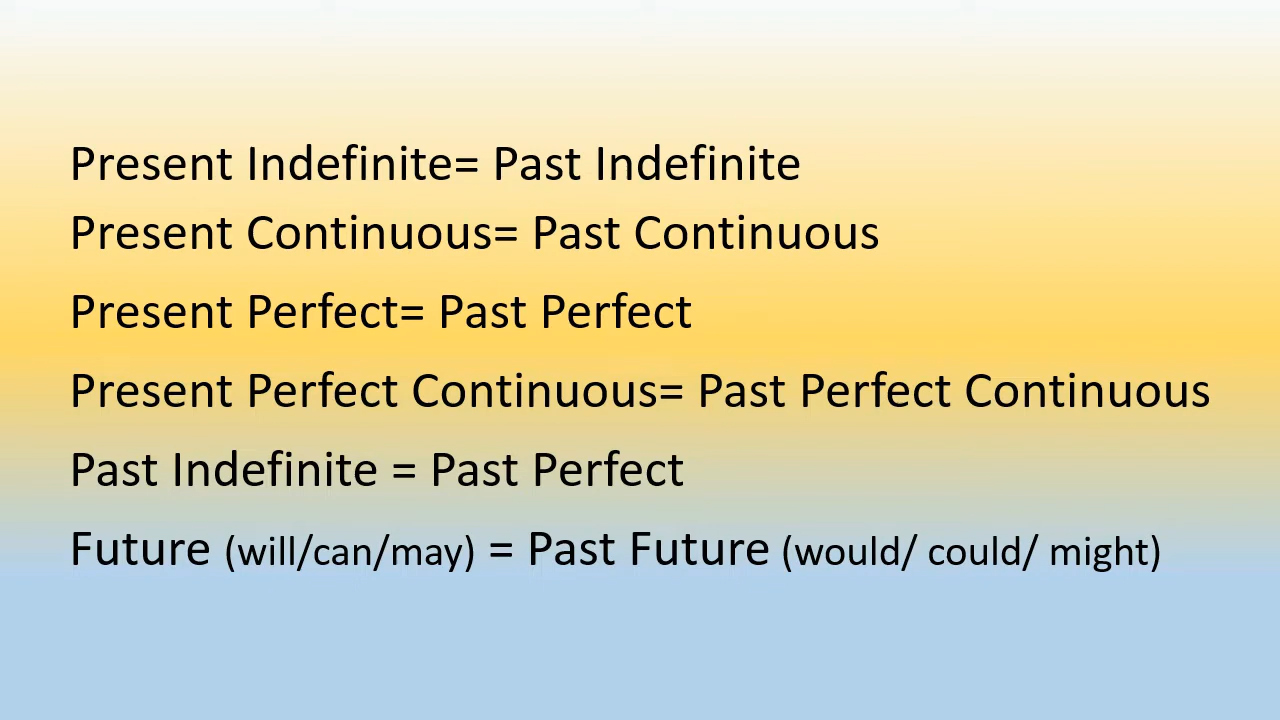 Present Indefinite= Past Indefinite
Present Continuous= Past Continuous
Present Perfect= Past Perfect
Present Perfect Continuous= Past Perfect Continuous
Past Indefinite = Past Perfect
Future (will/can/may) = Past Future (would/ could/ might)